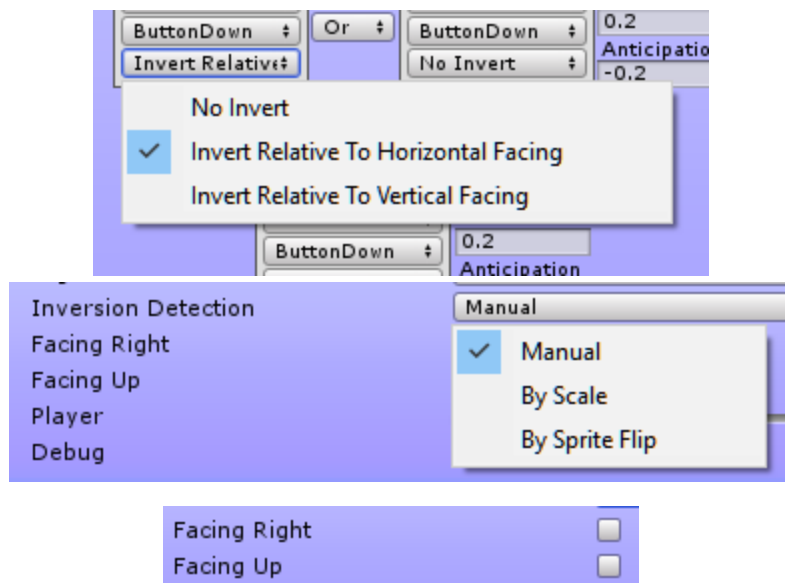 ButtonDown Or ButtonDown 0.2
Anticipatio
Invert Relative No Invert -0.2
No Invert
Invert Relative To Horizontal Facing
Invert Relative To Vertical Facing
ButtonDown 0.2
Anticipation
Inversion Detection Manual
Facing Right
Manual
Facing Up
By Scale
Player
By Sprite Flip
Debug
Facing Right
Facing Up